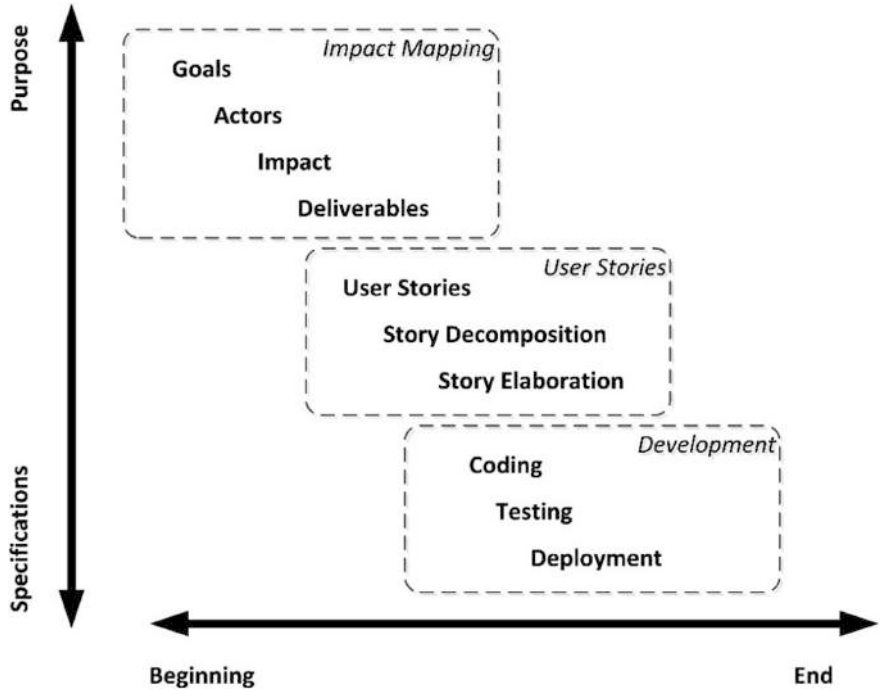 Purpose
Impact Mapping
Goals
Actors
Impact
Deliverables
User Stories
User Stories
Story Decomposition
Story Elaboration
Development
Coding
Testing
Deployment
Specifications
Beginning
End